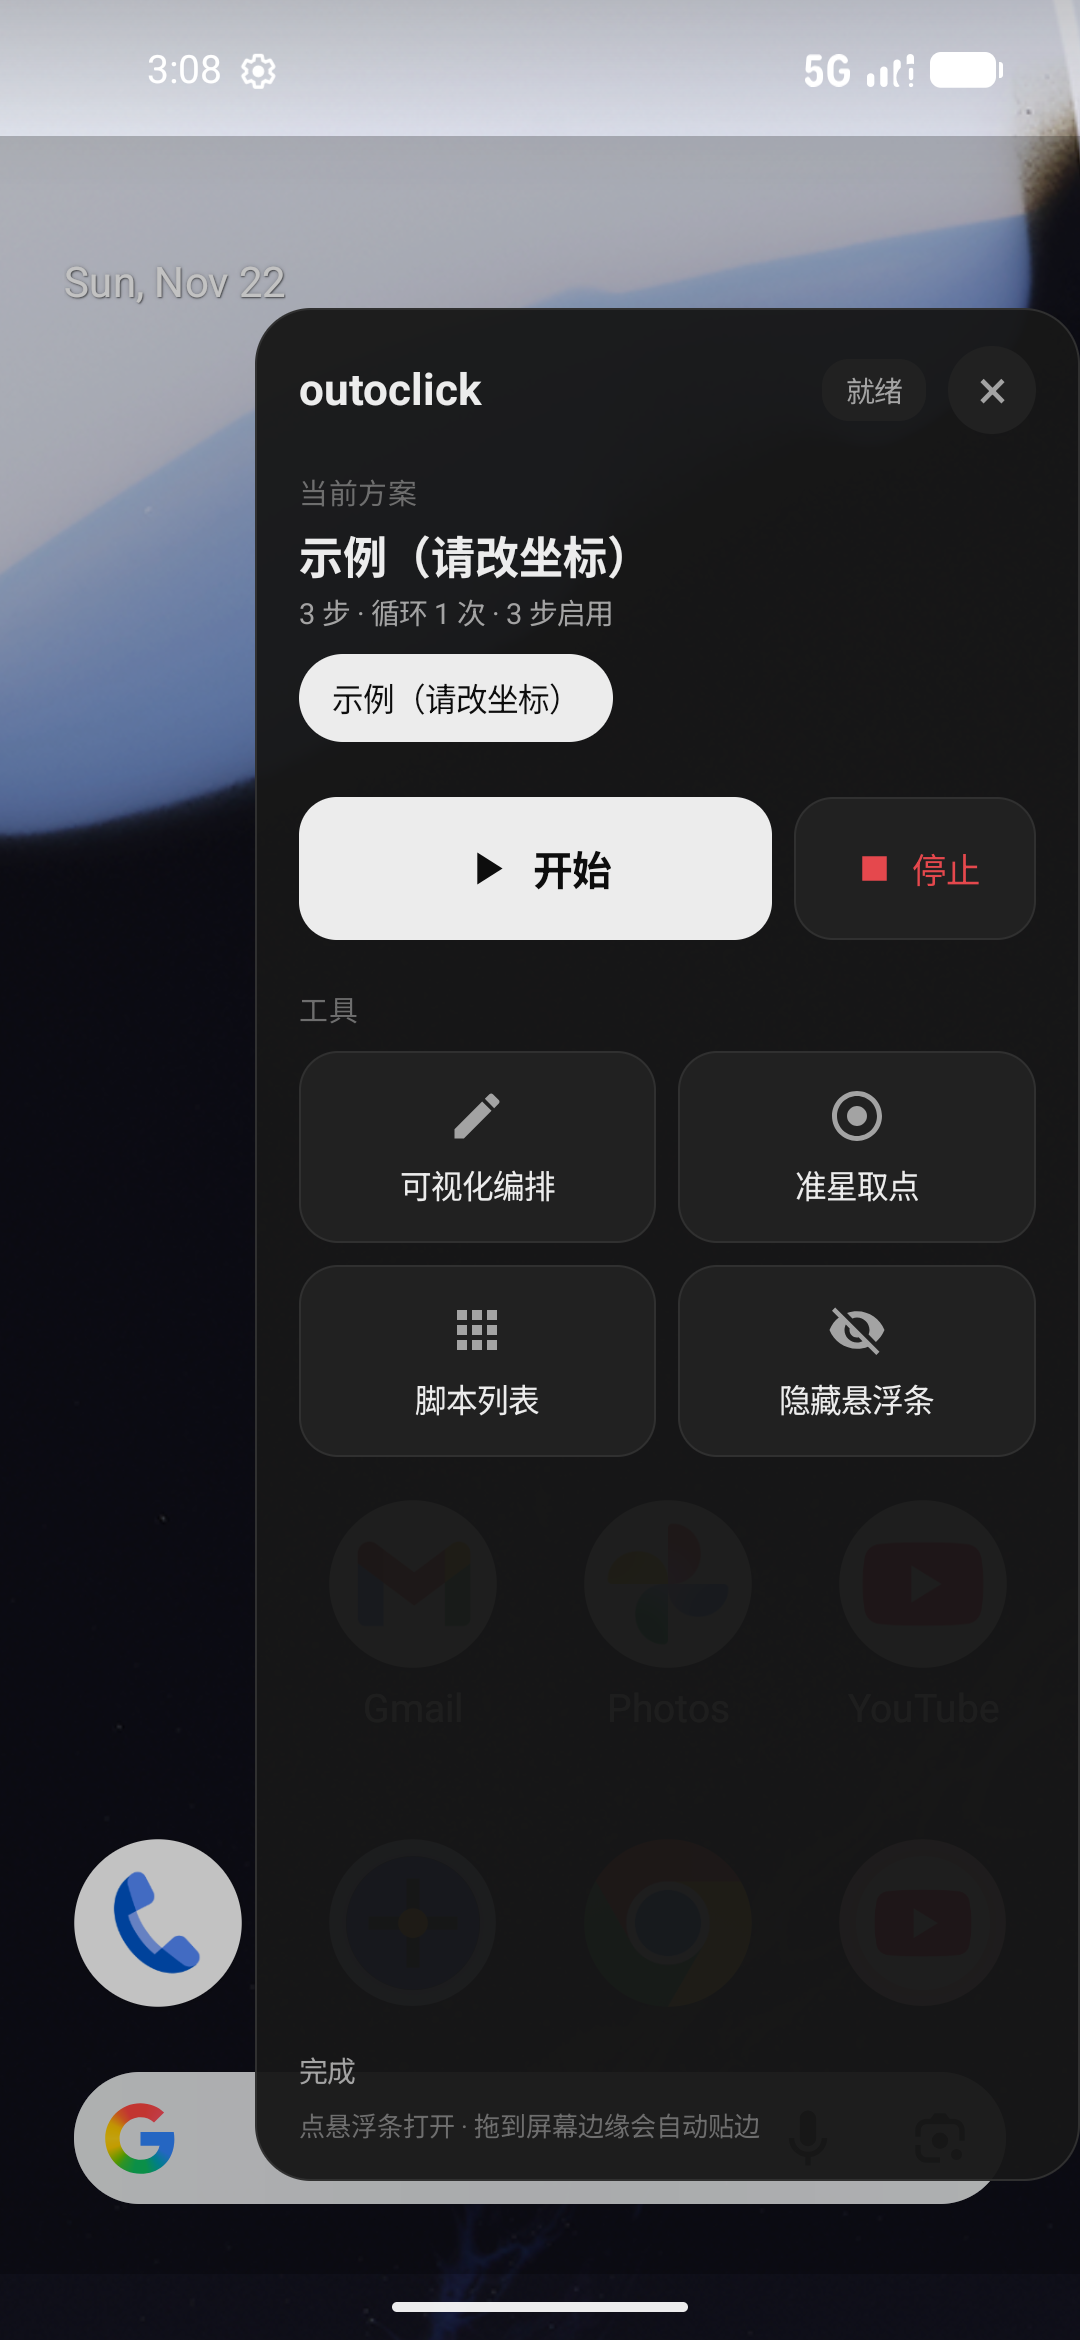 3:08
5G
Sun, Nov 22
outoclick
就绪
当前方案
示例（请改坐标）
3 步 · 循环 1 次 · 3 步启用
示例（请改坐标）
开始
停止
工具
可视化编排
准星取点
脚本列表
隐藏悬浮条
Gmail
Photos
YouTube
完成
点悬浮条打开 · 拖到屏幕边缘会自动贴边